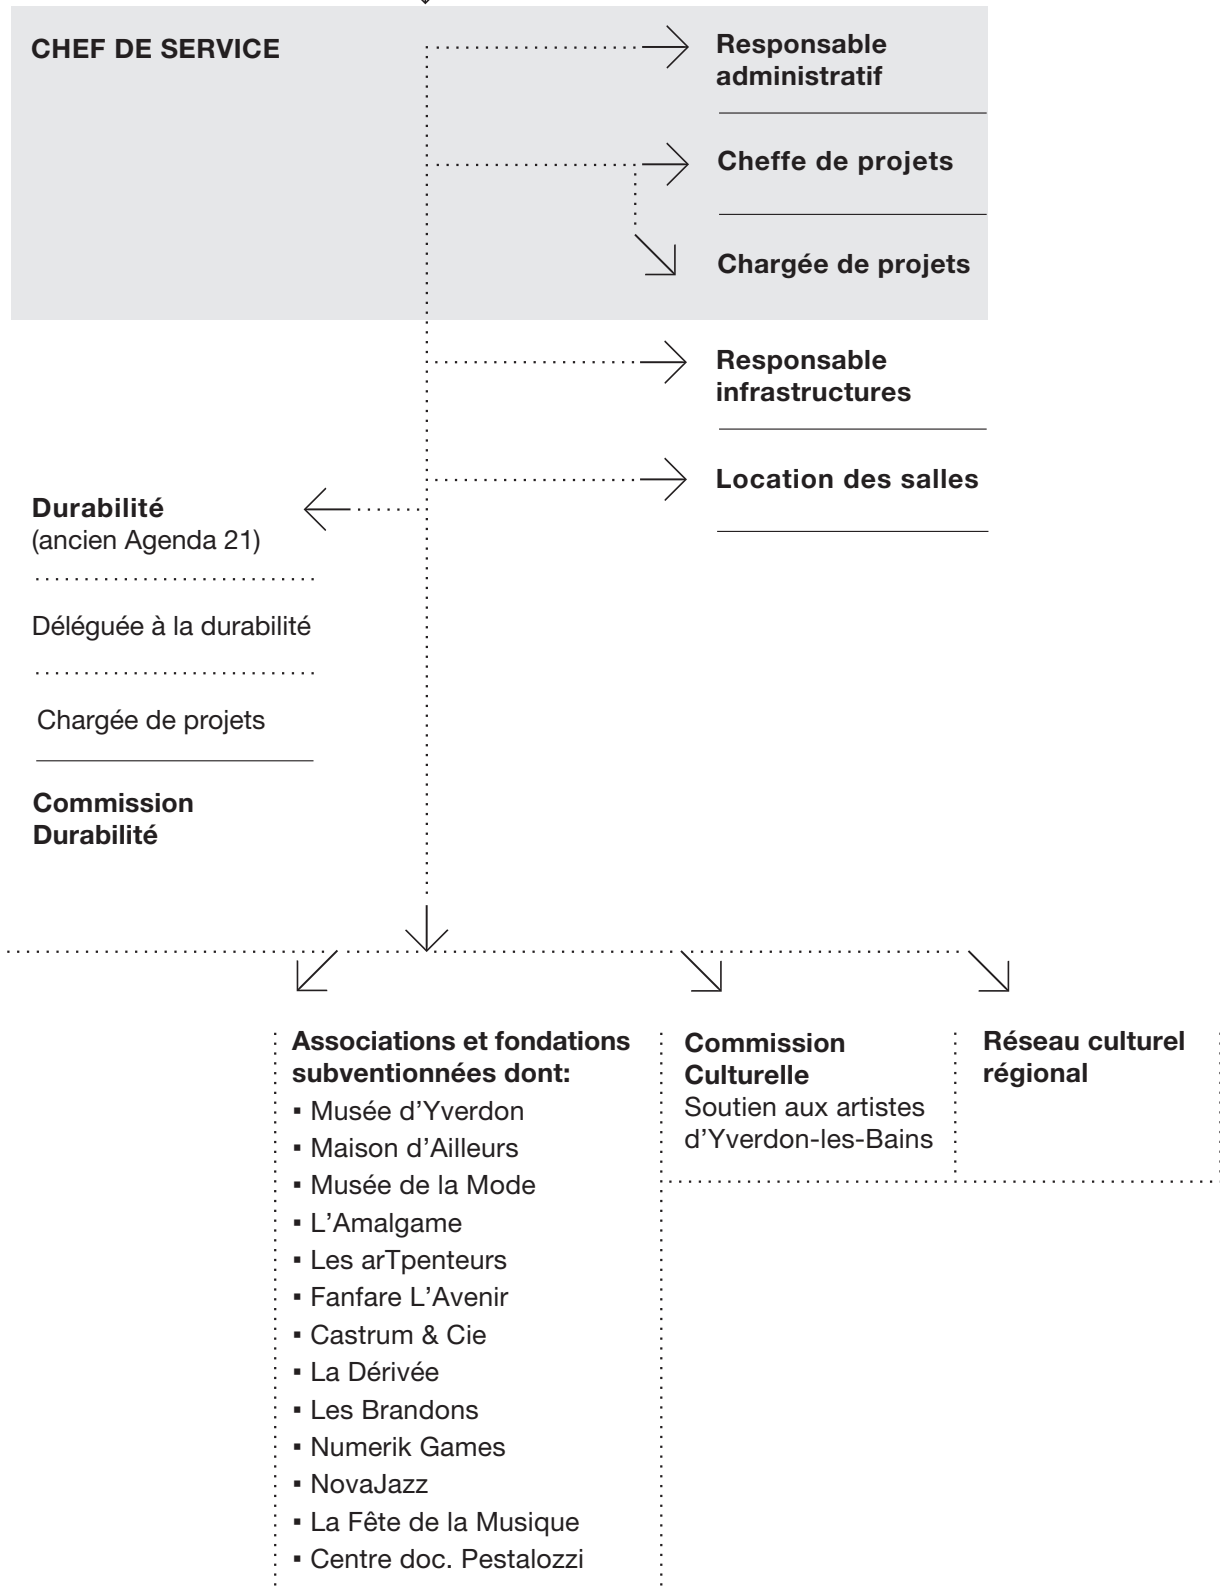 CHEF DE SERVICE
Responsable
administratif
Cheffe de projets
Chargée de projets
Responsable
infrastructures
Location des salles
Durabilité
(ancien Agenda 21)
Déléguée à la durabilité
Chargée de projets
Commission
Durabilité
Associations et fondations
subventionnées dont:
▪ Musée d’Yverdon
▪ Maison d’Ailleurs
▪ Musée de la Mode
▪ L’Amalgame
▪ Les arTpenteurs
▪ Fanfare L’Avenir
▪ Castrum & Cie
▪ La Dérivée
▪ Les Brandons
▪ Numerik Games
▪ NovaJazz
▪ La Fête de la Musique
▪ Centre doc. Pestalozzi
Commission
Culturelle
Soutien aux artistes
d’Yverdon-les-Bains
Réseau culturel
régional